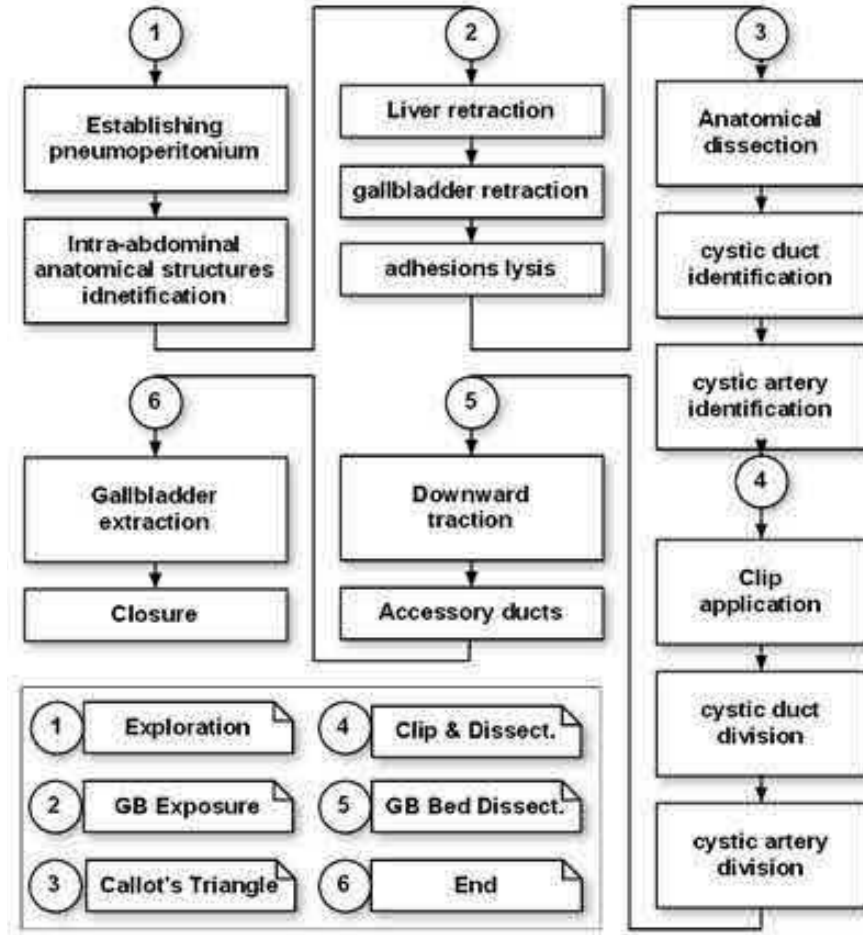 1
Establishing
pneumoperitonium
Intra-abdominal
anatomical structures
idnetification
2
Liver retraction
gallbladder retraction
adhesions lysis
3
Anatomical
dissection
cystic duct
identification
cystic artery
identification
4
Clip
application
cystic duct
division
cystic artery
division
5
Downward
traction
Accessory ducts
6
Gallbladder
extraction
Closure
1 Exploration
2 GB Exposure
3 Callot's Triangle
4 Clip & Dissect.
5 GB Bed Dissect.
6 End